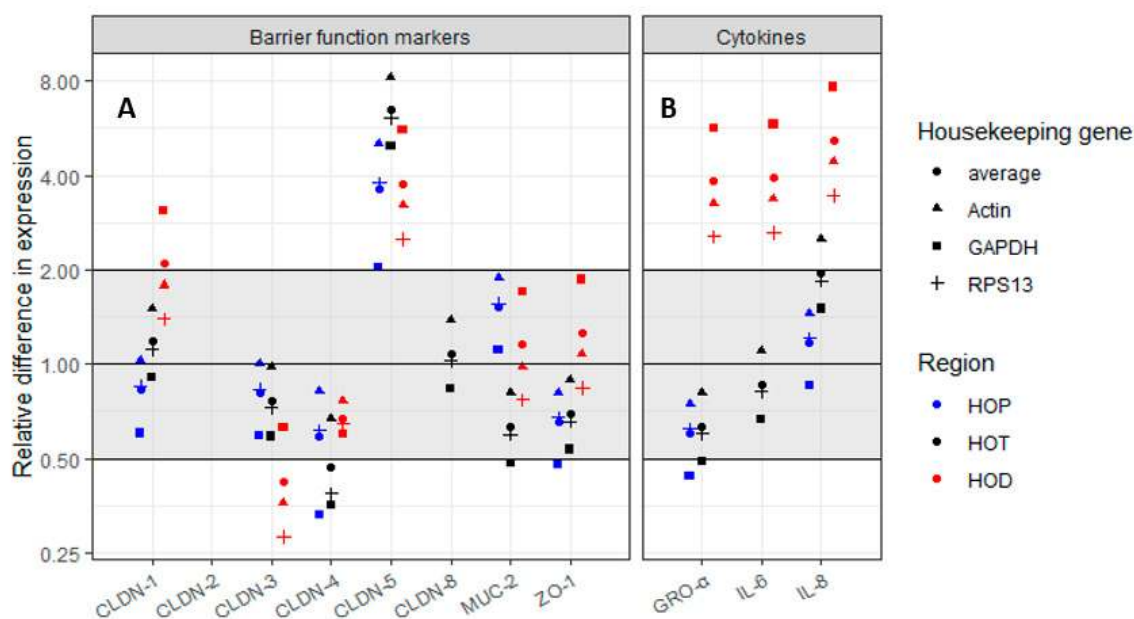 Barrier function markers
Cytokines
A
B
Relative difference in expression
8.00
4.00
2.00
1.00
0.50
0.25
CLDN-1
CLDN-2
CLDN-3
CLDN-4
CLDN-5
CLDN-8
MUC-2
ZO-1
GRO-α
IL-6
IL-8
Housekeeping gene
average
Actin
GAPDH
RPS13
Region
HOP
HOT
HOD